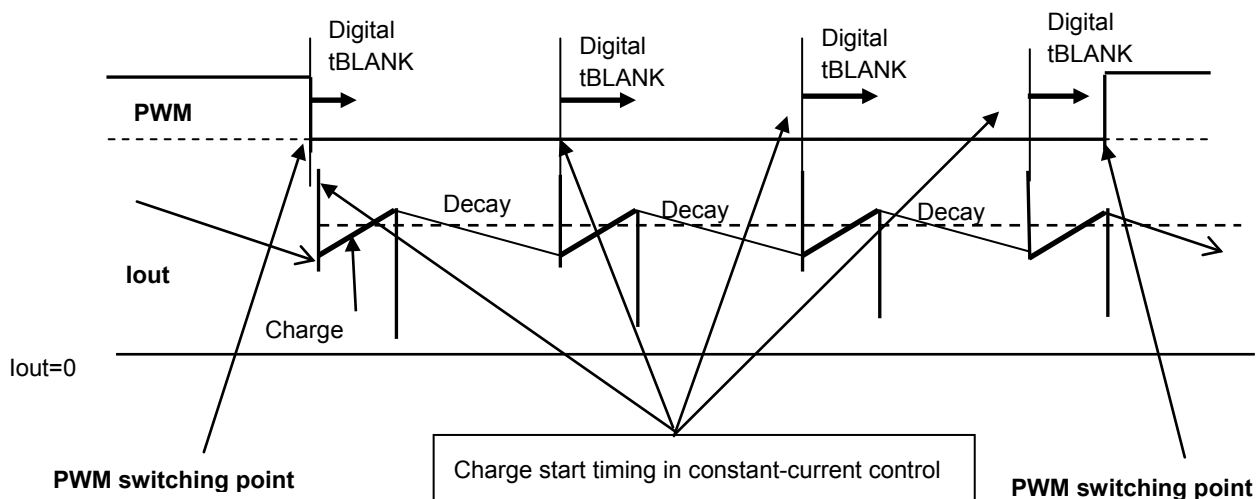 Digital
tBLANK
Digital
tBLANK
Digital
tBLANK
Digital
tBLANK
PWM
Decay
Decay
Decay
Iout
Charge
Iout=0
PWM switching point
Charge start timing in constant-current control
PWM switching point